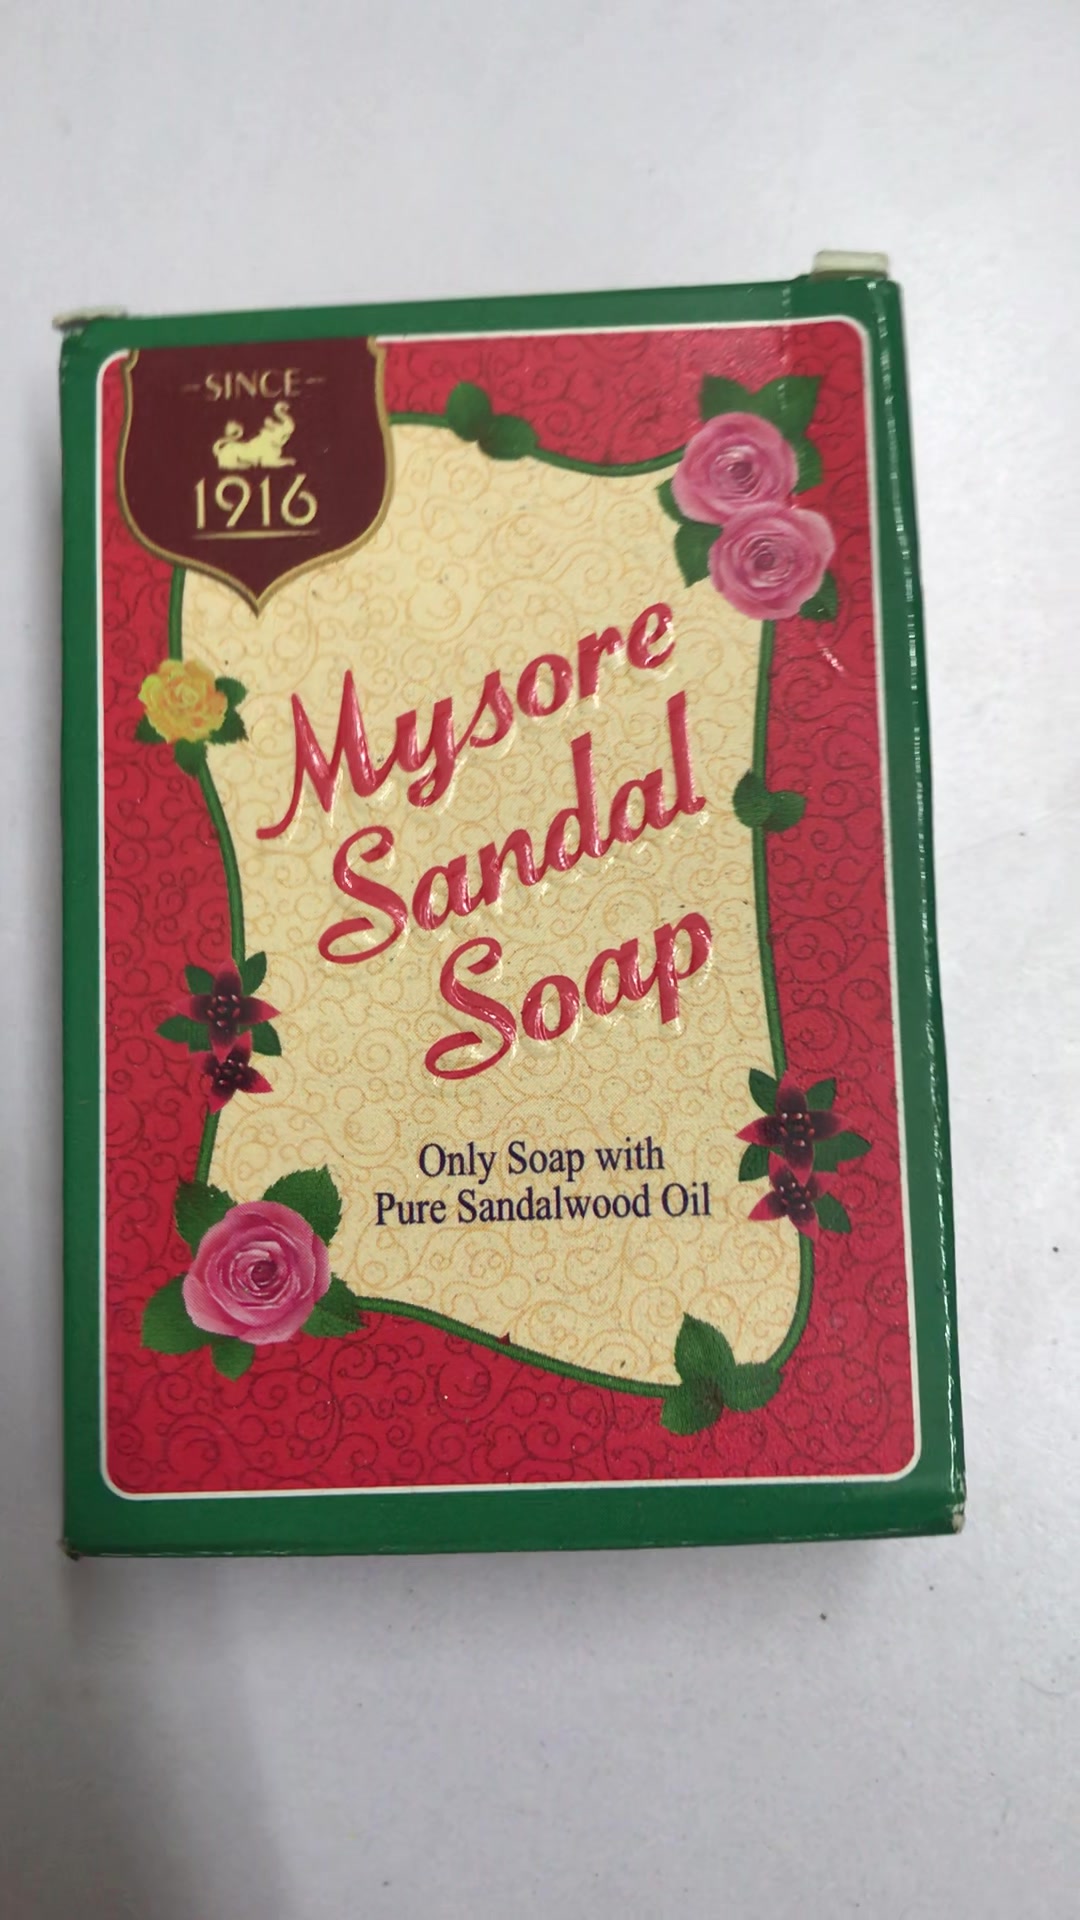 -SINCE-
1916
Mysore
Sandal
Soap
Only Soap with
Pure Sandalwood Oil